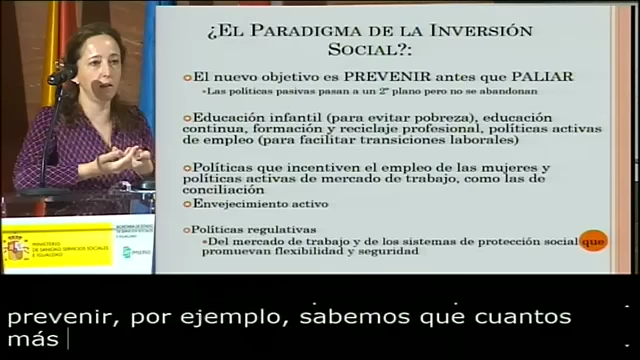 ¿EL PARADIGMA DE LA INVERSIÓN
SOCIAL?:
El nuevo objetivo es PREVENIR antes que PALIAR
Las políticas pasivas pasan a un 2º plano pero no se abandonan
Educación infantil (para evitar pobreza), educación
continua, formación y reciclaje profesional, políticas activas
de empleo (para facilitar transiciones laborales)
Políticas que incentiven el empleo de las mujeres y
políticas activas de mercado de trabajo, como las de
conciliación
Envejecimiento activo
Políticas regulativas
Del mercado de trabajo y de los sistemas de protección social que
promuevan flexibilidad y seguridad
MINISTERIO
DE SANIDAD, SERVICIOS SOCIALES
E IGUALDAD
prevenir, por ejemplo, sabemos que cuantos
más